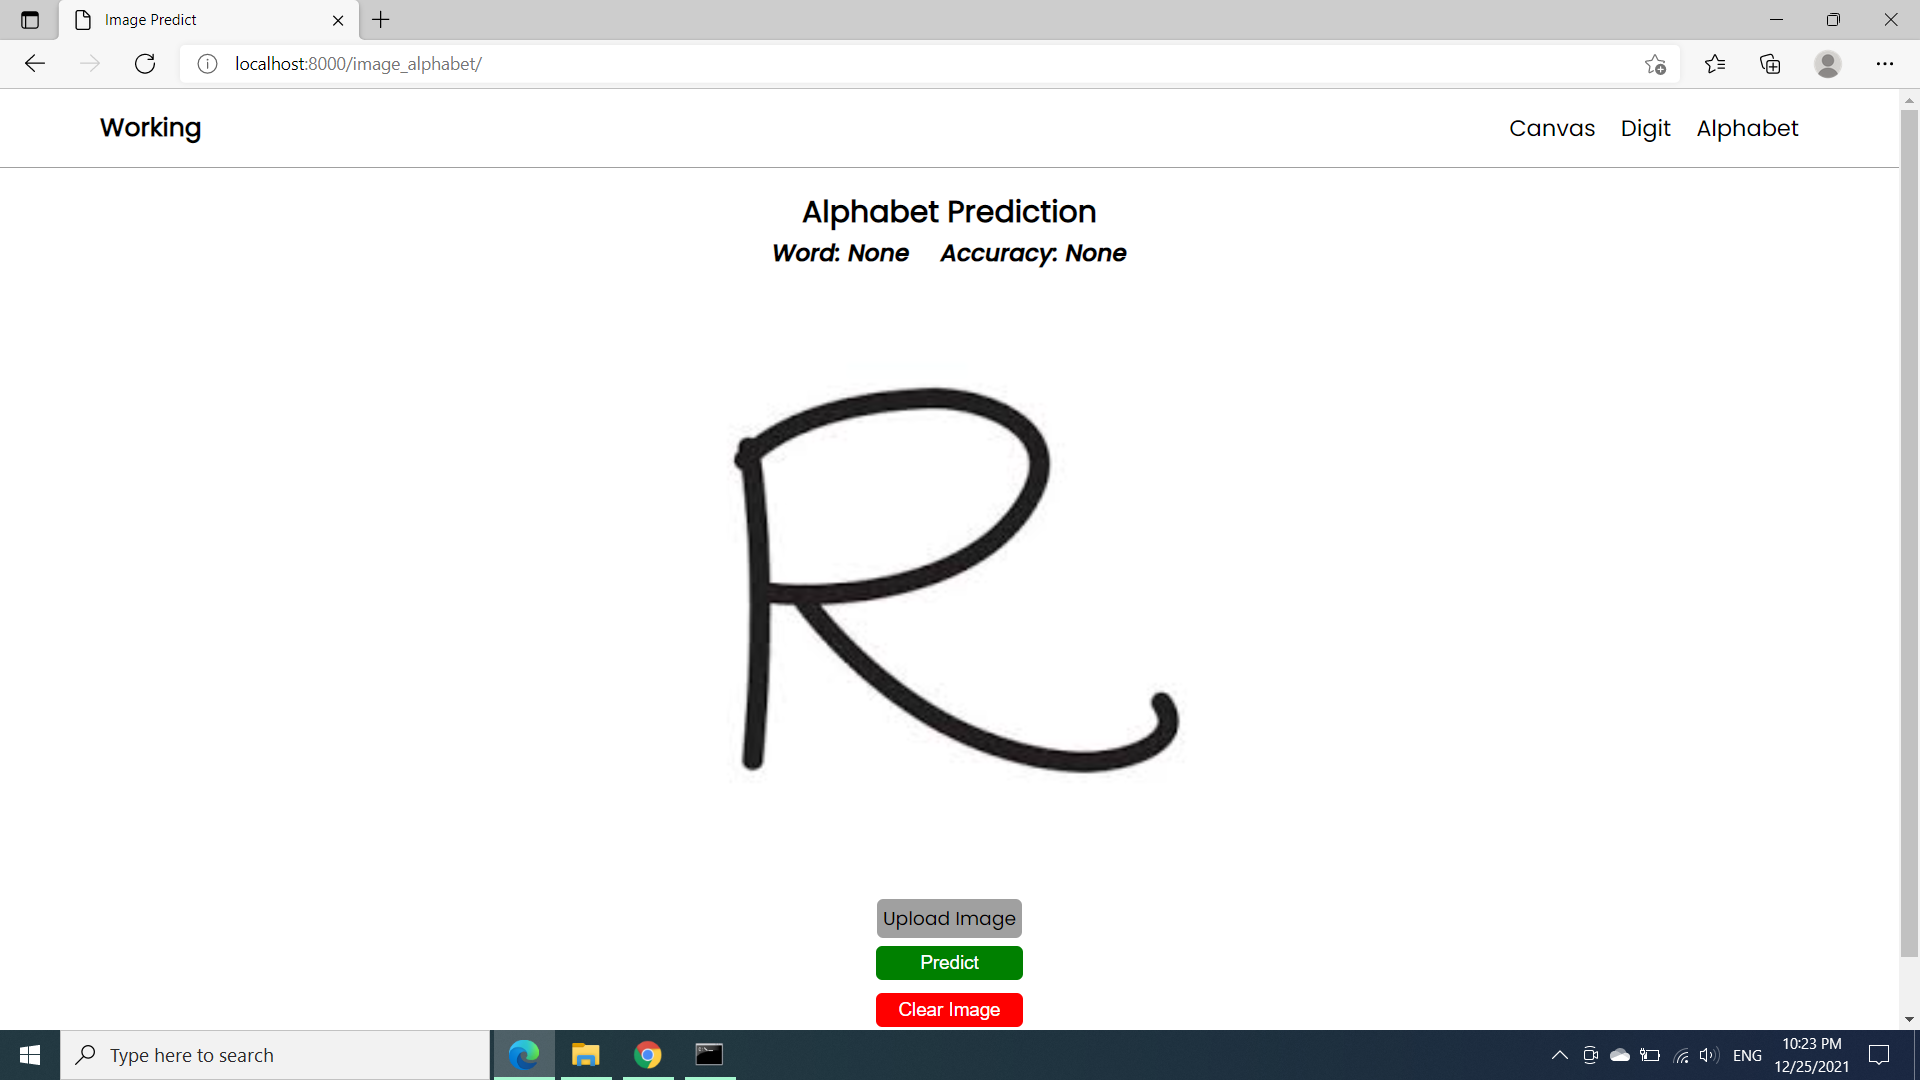 Image Predict
localhost:8000/image_alphabet/
Working
Canvas Digit Alphabet
Alphabet Prediction
Word: None Accuracy: None
R
Upload Image
Predict
Clear Image
Type here to search
ENG
10:23 PM
12/25/2021